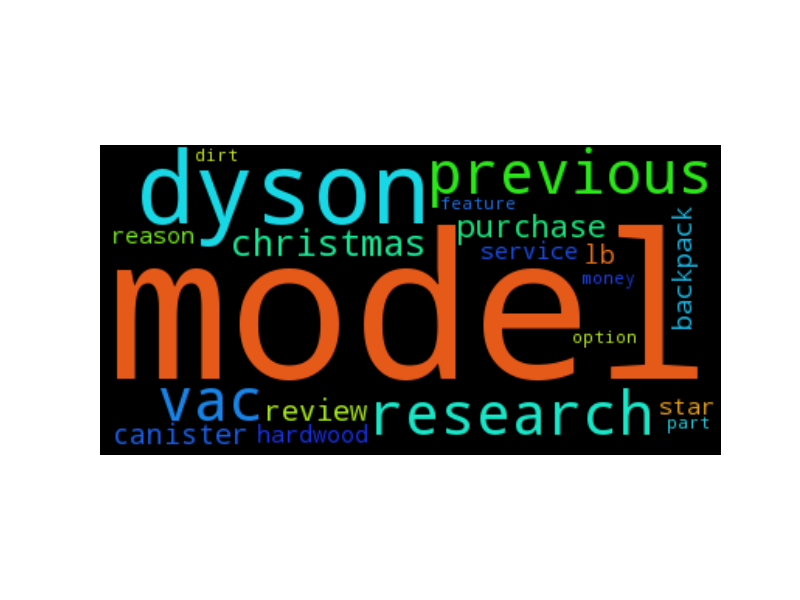 dirt
dyson
previous
feature
reason
christmas
purchase
service
lb
backpack
model
money
option
vac
review
research
star
part
canister
hardwood